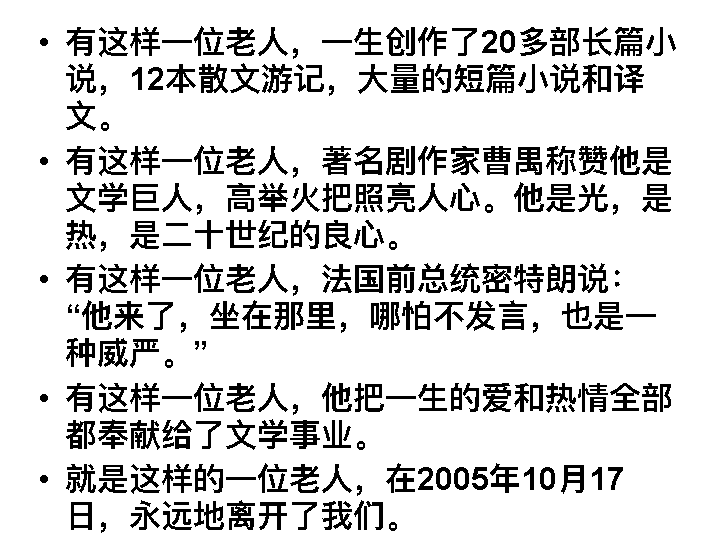 • 有这样一位老人，一生创作了20多部长篇小
说，12本散文游记，大量的短篇小说和译
文。
• 有这样一位老人，著名剧作家曹禺称赞他是
文学巨人，高举火把照亮人心。他是光，是
热，是二十世纪的良心。
• 有这样一位老人，法国前总统密特朗说：
“他来了，坐在那里，哪怕不发言，也是一
种威严。”
• 有这样一位老人，他把一生的爱和热情全部
都奉献给了文学事业。
• 就是这样的一位老人，在2005年10月17
日，永远地离开了我们。